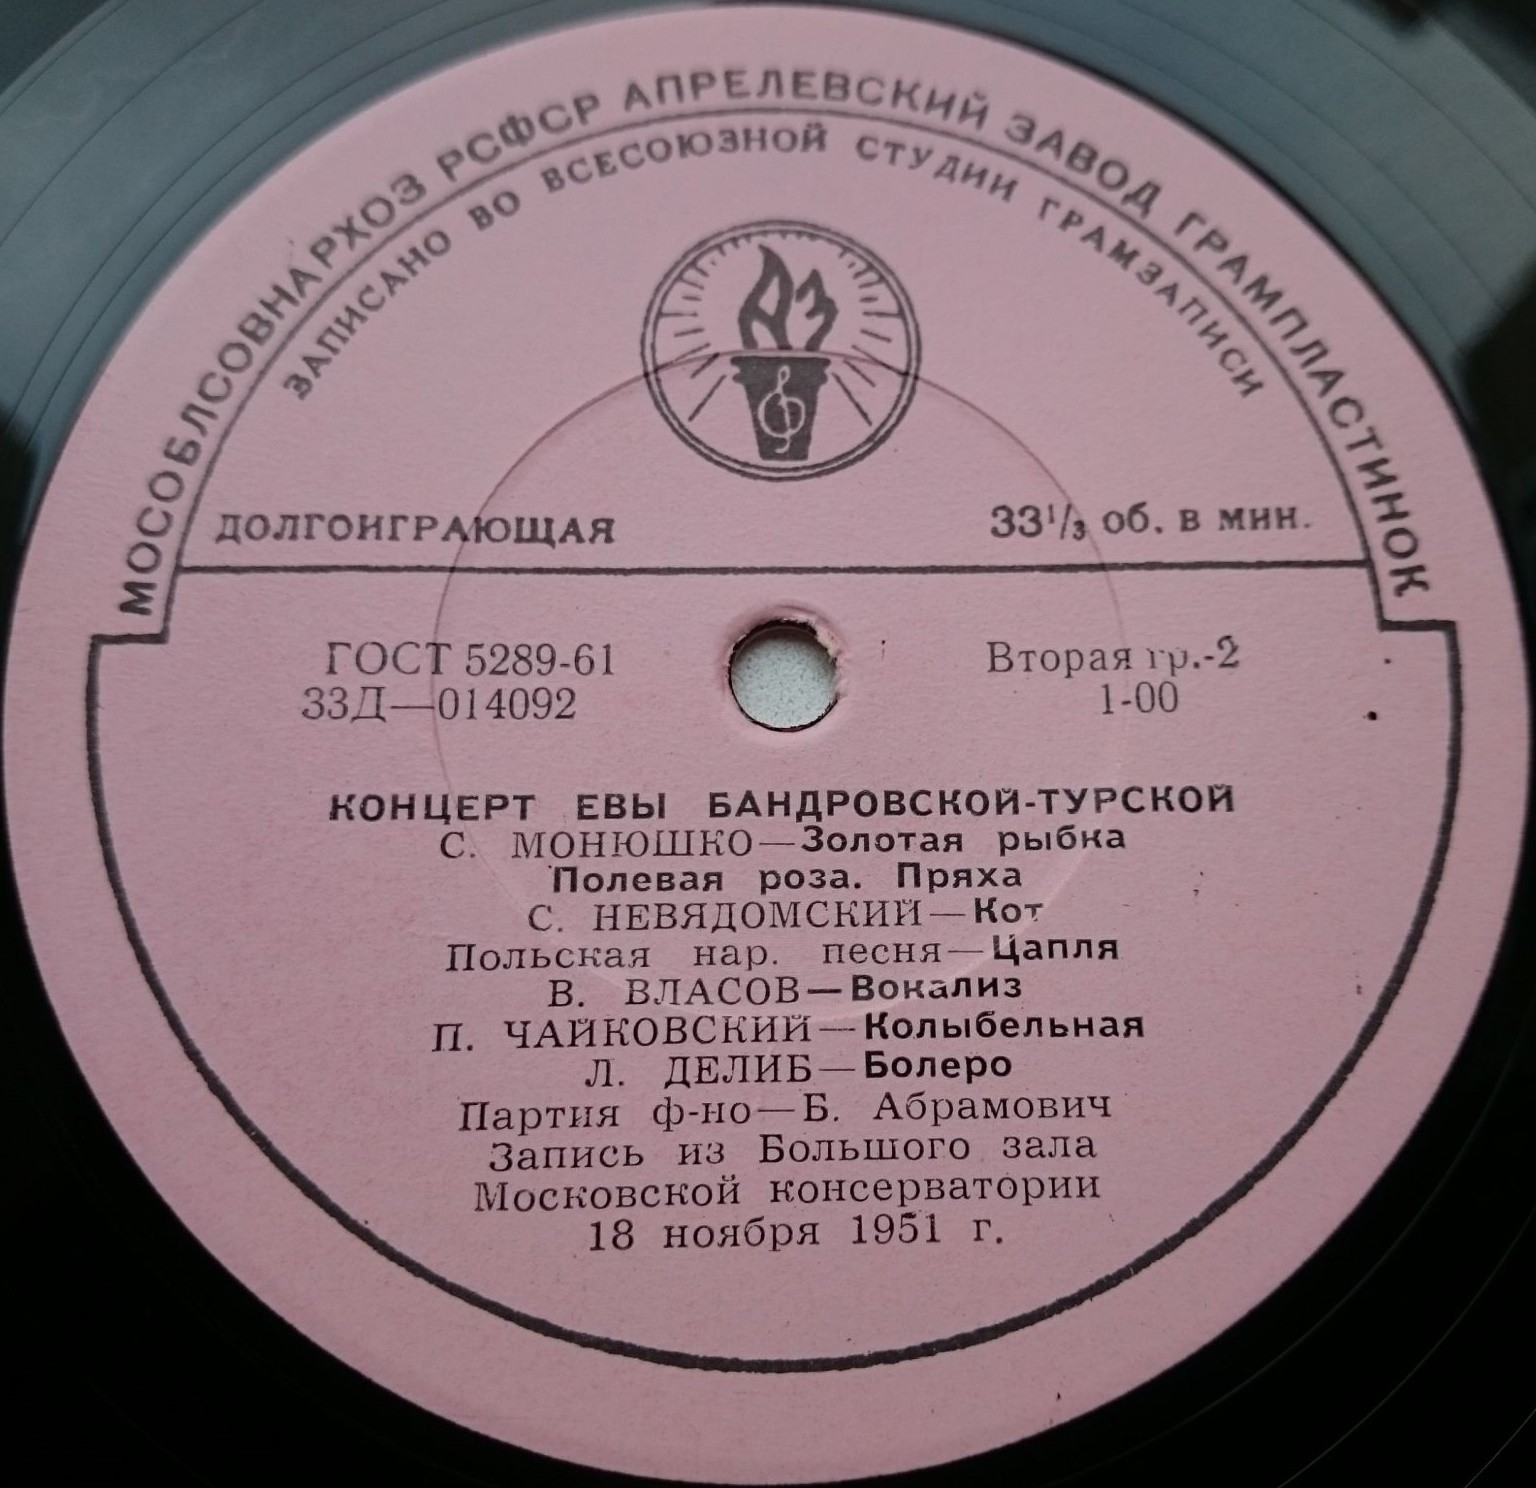 МОСОБЛСОВНАРХОЗ РСФСР АПРЕЛЕВСКИЙ ЗАВОД ГРАМПЛАСТИНОК
ЗАПИСАНО ВО ВСЕСОЮЗНОЙ СТУДИИ ГРАМЗАПИСИ
АЗ
ДОЛГОИГРАЮЩАЯ 33⅓ об. в мин.
ГОСТ 5289-61 Вторая гр.-2
33Д—014092 1-00
КОНЦЕРТ ЕВЫ БАНДРОВСКОЙ-ТУРСКОЙ
С. МОНЮШКО—Золотая рыбка
Полевая роза. Пряха
С. НЕВЯДОМСКИЙ—Кот
Польская нар. песня—Цапля
В. ВЛАСОВ—Вокализ
П. ЧАЙКОВСКИЙ—Колыбельная
Л. ДЕЛИБ—Болеро
Партия ф-но—Б. Абрамович
Запись из Большого зала
Московской консерватории
18 ноября 1951 г.